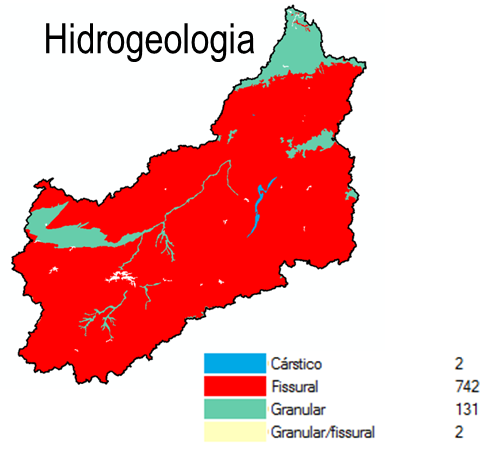 Hidrogeologia
Cárstico 2
Fissural 742
Granular 131
Granular/fissural 2